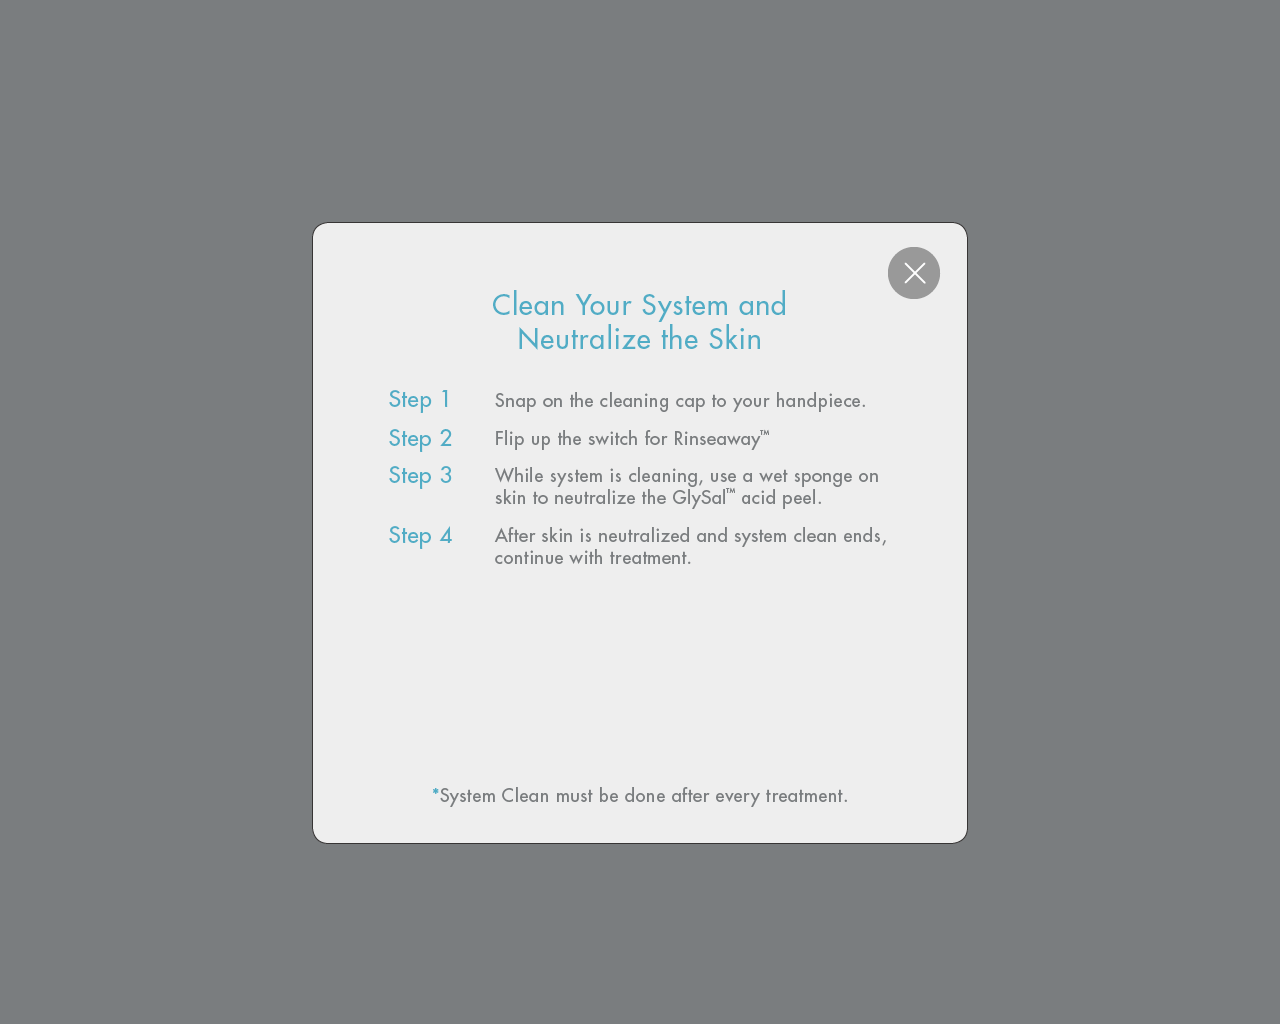 Clean Your System and
Neutralize the Skin
Step 1 Snap on the cleaning cap to your handpiece.
Step 2 Flip up the switch for Rinseaway™
Step 3 While system is cleaning, use a wet sponge on
skin to neutralize the GlySal™ acid peel.
Step 4 After skin is neutralized and system clean ends,
continue with treatment.
*System Clean must be done after every treatment.